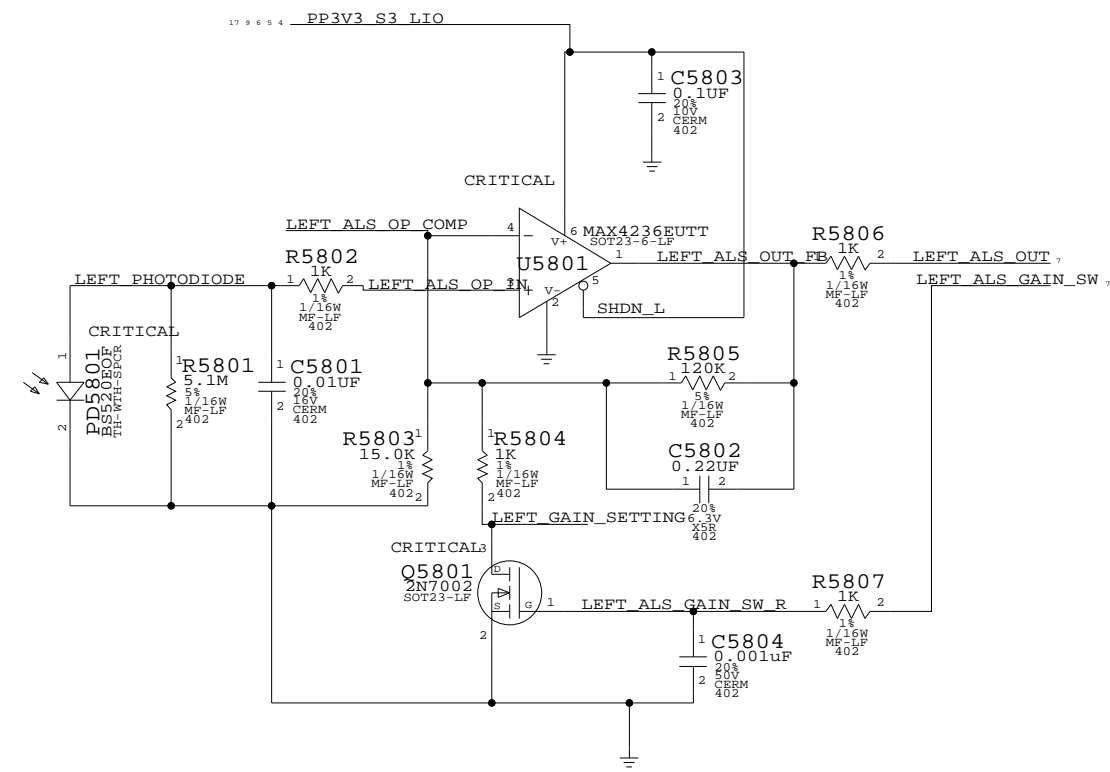 17 9 6 5 4 PP3V3_S3_LIO
1 C5803
0.1UF
20%
10V
2 CERM
402
CRITICAL
LEFT_ALS_OP_COMP
4
6 MAX4236EUTT
SOT23-6-LF
V+
U5801
1 LEFT_ALS_OUT_FB
R5806
1K
1 2
1%
1/16W
MF-LF
402
LEFT_ALS_OUT 7
LEFT_ALS_GAIN_SW 7
R5802
1K
1 2
1%
1/16W
MF-LF
402
LEFT_PHOTODIODE
LEFT_ALS_OP_IN
3
V-
2
5
SHDN_L
CRITICAL
1
2
PD5801
BS520EOF
TH-WTH-SPCR
1 R5801
5.1M
5%
1/16W
MF-LF
2 402
1 C5801
0.01UF
20%
16V
2 CERM
402
R5805
120K
1 2
5%
1/16W
MF-LF
402
R5803 1
15.0K
1%
1/16W
MF-LF
402 2
1 R5804
1K
1%
1/16W
MF-LF
2 402
C5802
0.22UF
1 2
20%
6.3V
X5R
402
LEFT_GAIN_SETTING
CRITICAL 3
Q5801
2N7002
SOT23-LF
D
S G
1
2
LEFT_ALS_GAIN_SW_R
R5807
1K
1 2
1%
1/16W
MF-LF
402
1 C5804
0.001uF
20%
50V
2 CERM
402